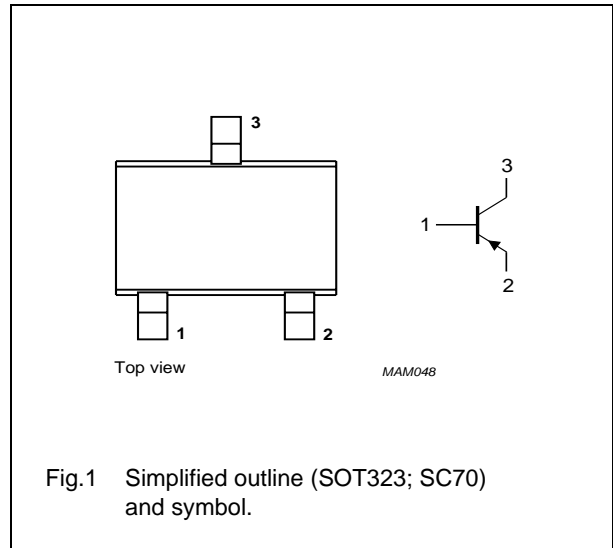 3
1
2
Top view
3
1
2
MAM048
Fig.1 Simplified outline (SOT323; SC70)
and symbol.